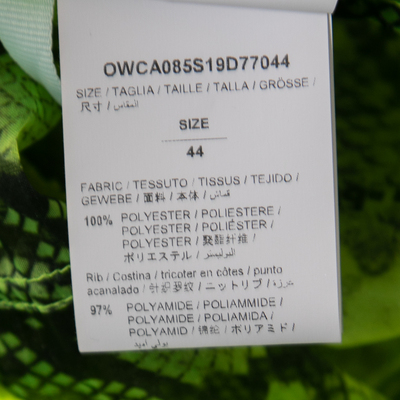 OWCA085S19D77044
SIZE / TAGLIA / TAILLE / TALLA / GRÖSSE /
尺寸 / المقاس
SIZE
44
FABRIC / TESSUTO / TISSUS / TEJIDO /
GEWEBE / 面料 / 本体 / قماش
100% POLYESTER / POLIESTERE /
POLYESTER / POLIÉSTER /
POLYESTER / 聚酯纤维 /
ポリエステル / البوليستر
Rib / Costina / tricoter en côtes / punto
acanalado / 针织罗纹 / ニットリブ /
97% POLYAMIDE / POLIAMMIDE /
POLYAMIDE / POLIAMIDA /
POLYAMID / 锦纶 / ポリアミド /
بولي اميد